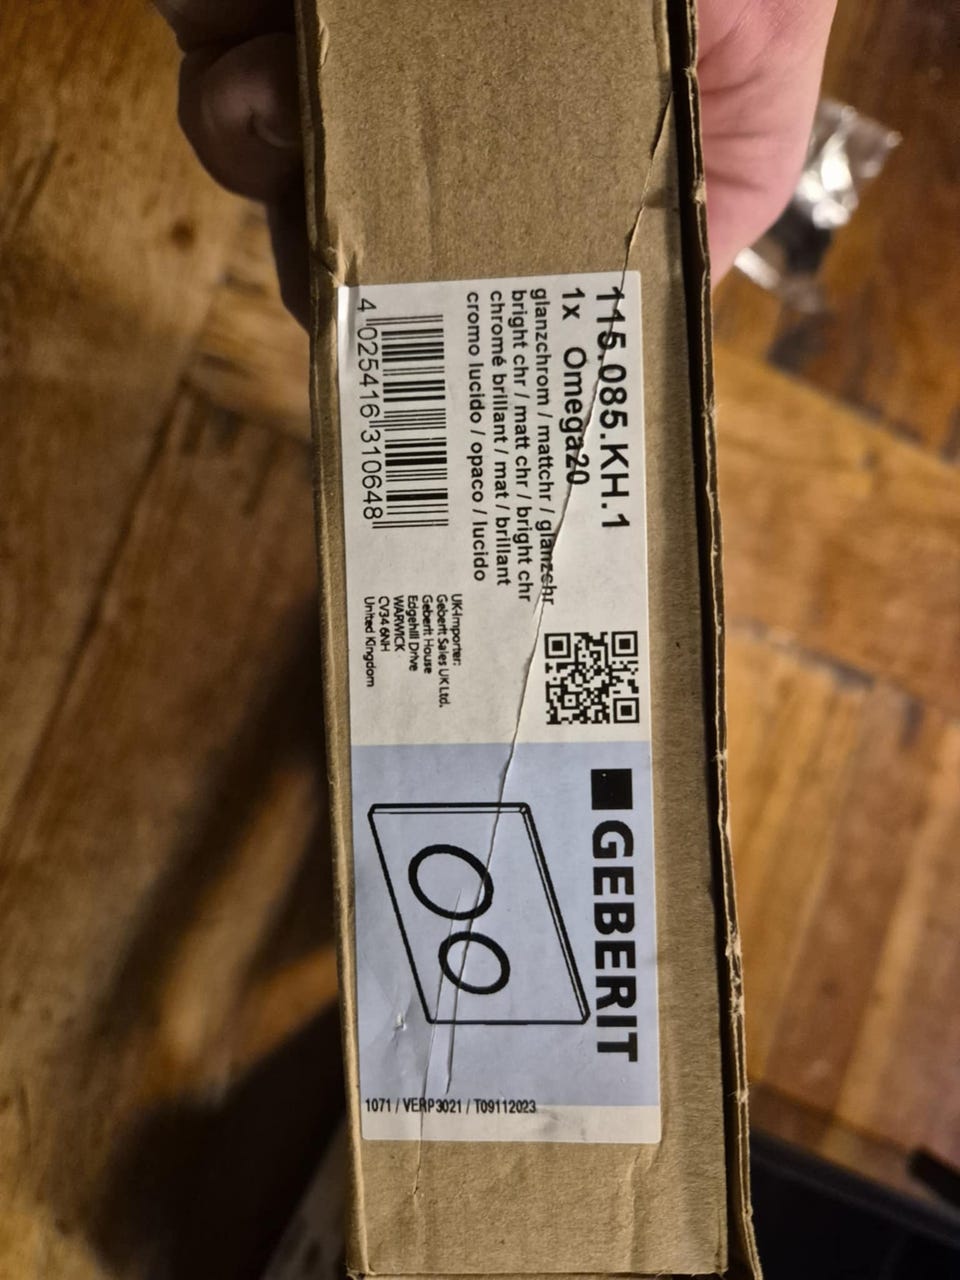 115.085.KH.1
1x Omega20
glanzchrom / mattchr / glanzchr
bright chr / matt chr / bright chr
chromé brillant / mat / brillant
cromo lucido / opaco / lucido
4 025416 310648
UK-Importer:
Geberit Sales UK Ltd.
Geberit House
Edgehill Drive
WARWICK
CV34 6NH
United Kingdom
GEBERIT
1071 / VERP3021 / T09112023